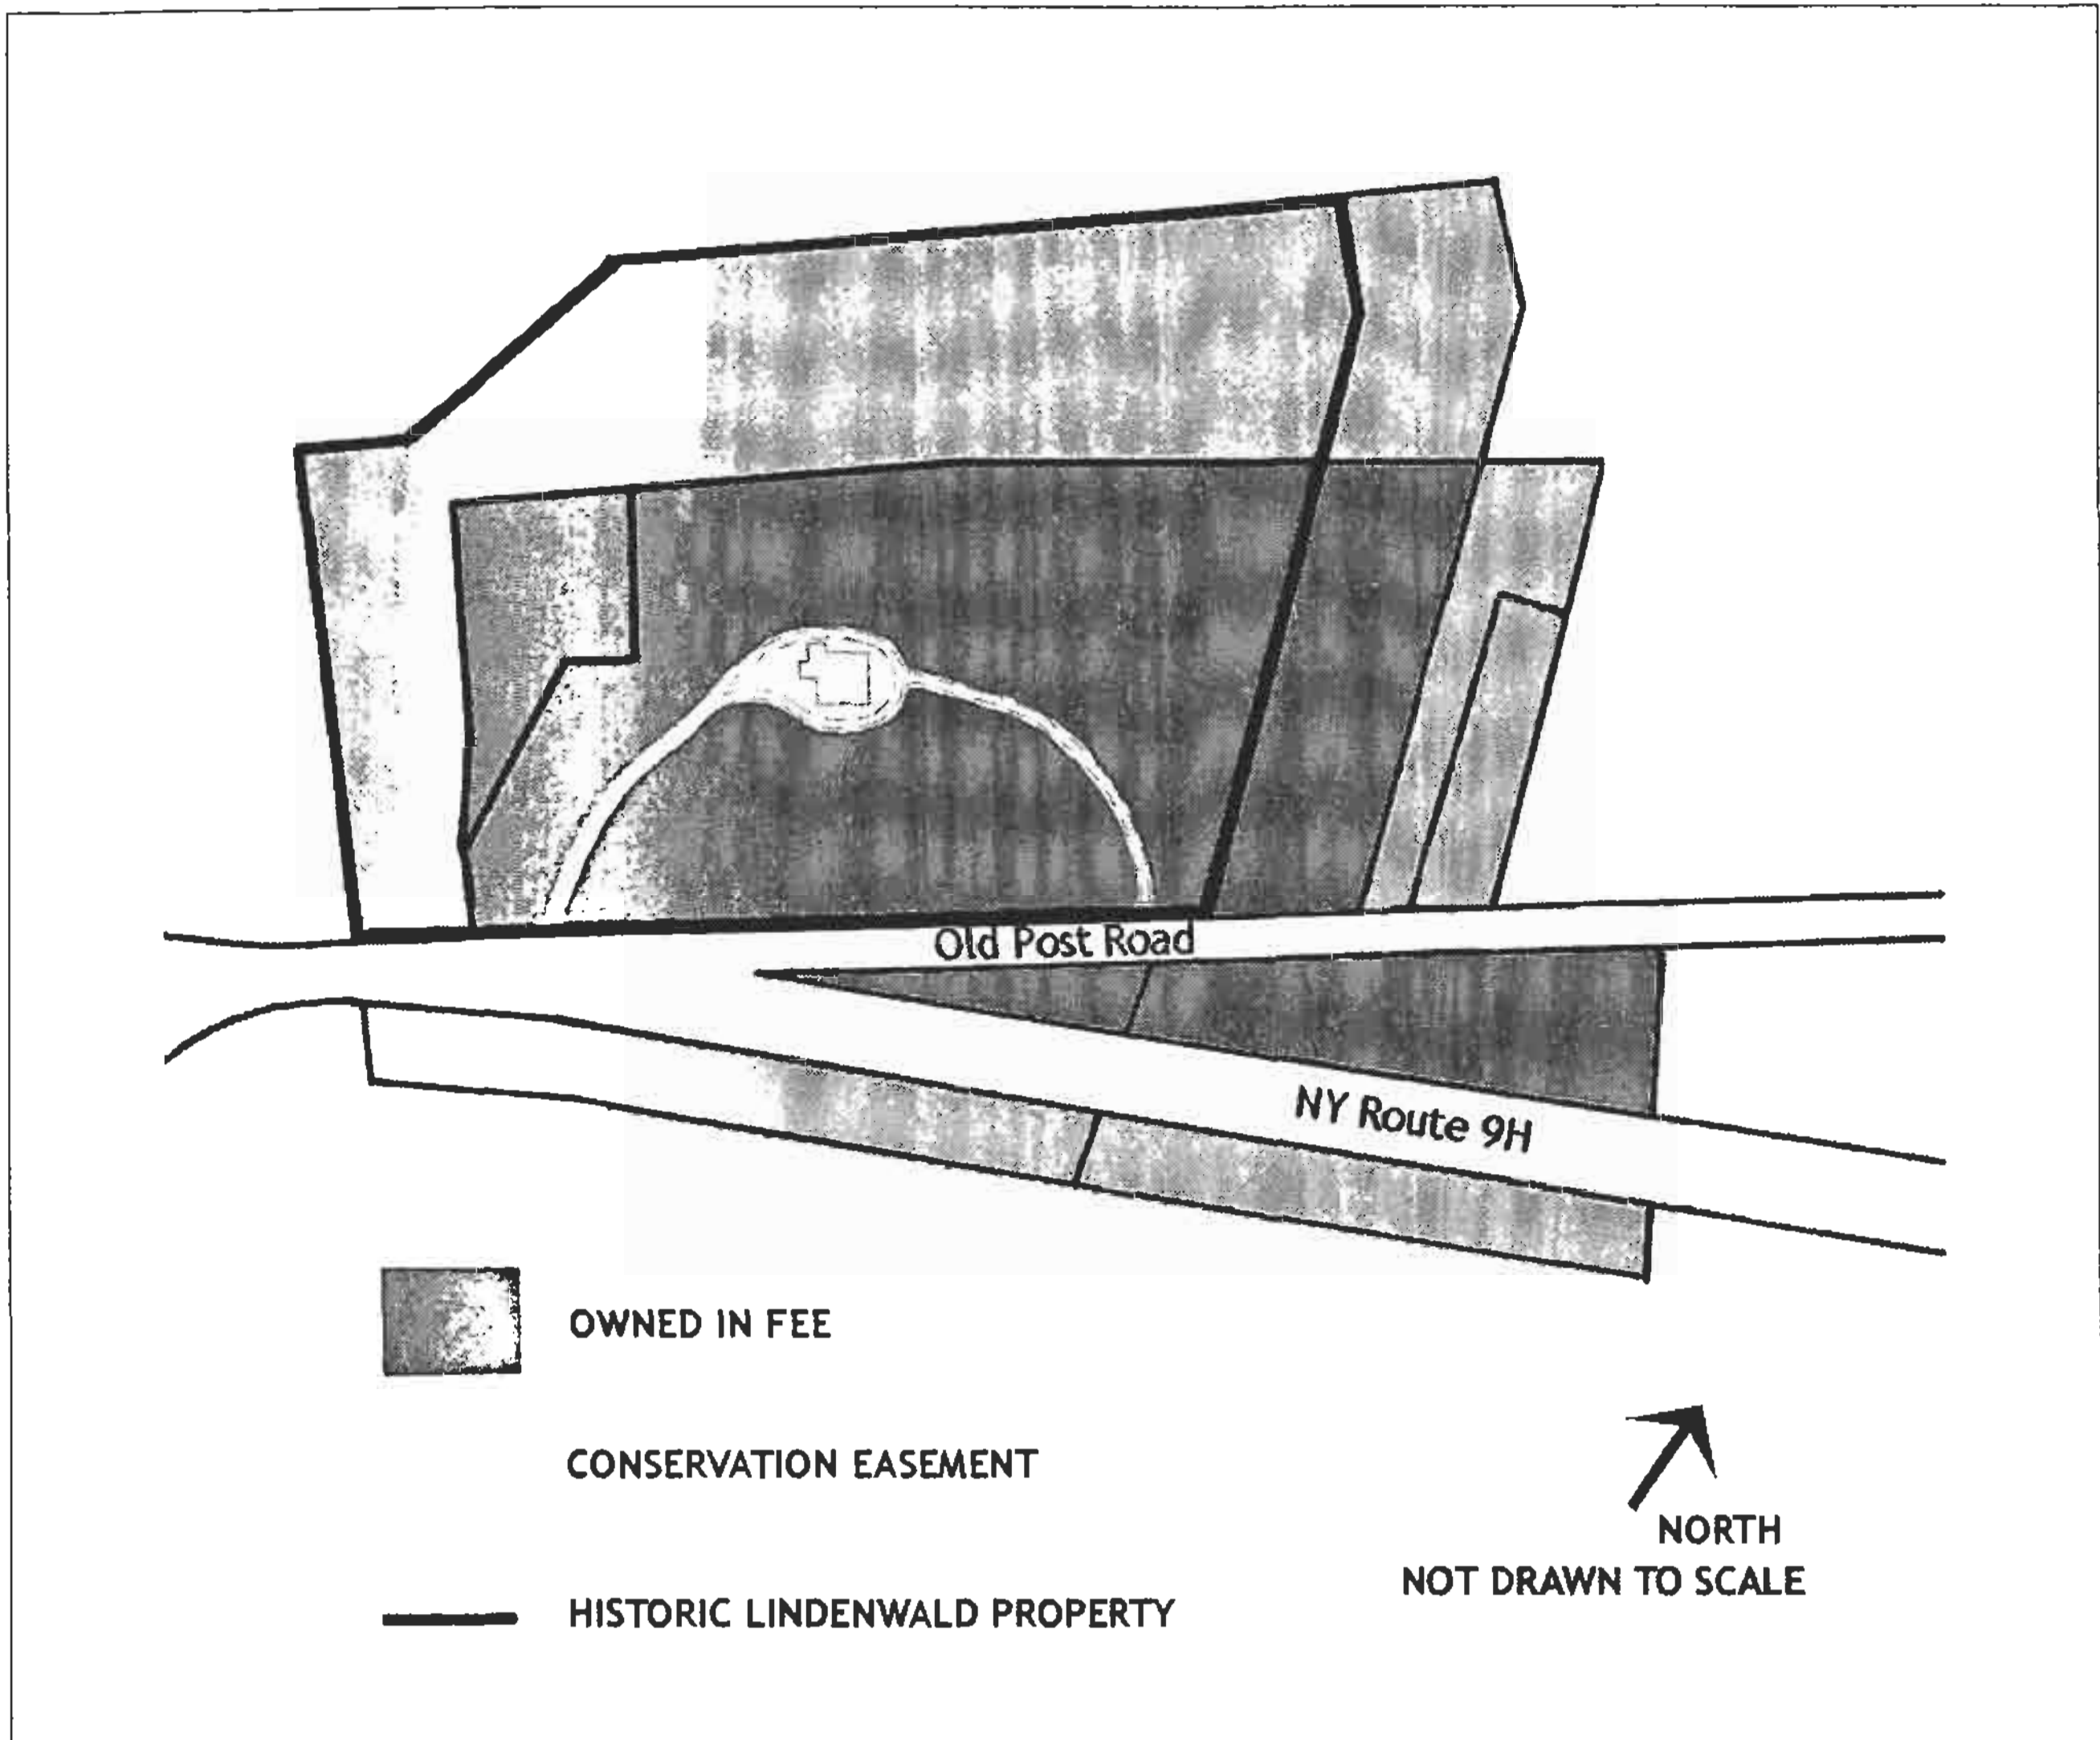 Old Post Road
NY Route 9H
OWNED IN FEE
CONSERVATION EASEMENT
HISTORIC LINDENWALD PROPERTY
NORTH
NOT DRAWN TO SCALE